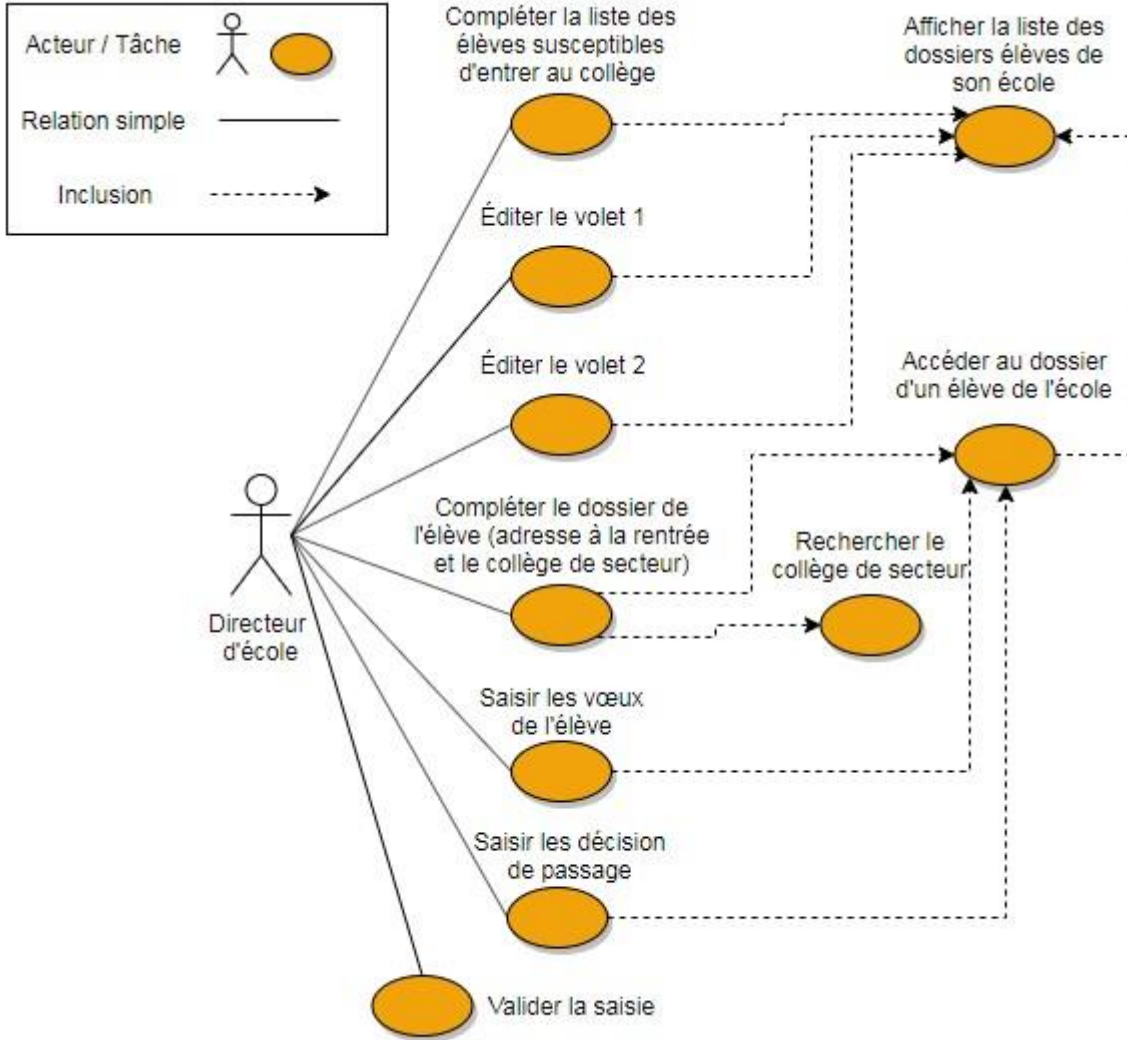 Acteur / Tâche
Relation simple
Inclusion
Compléter la liste des
élèves susceptibles
d'entrer au collège
Afficher la liste des
dossiers élèves de
son école
Éditer le volet 1
Éditer le volet 2
Accéder au dossier
d'un élève de l'école
Compléter le dossier de
l'élève (adresse à la rentrée
et le collège de secteur)
Rechercher le
collège de secteur
Directeur
d'école
Saisir les vœux
de l'élève
Saisir les décision
de passage
Valider la saisie